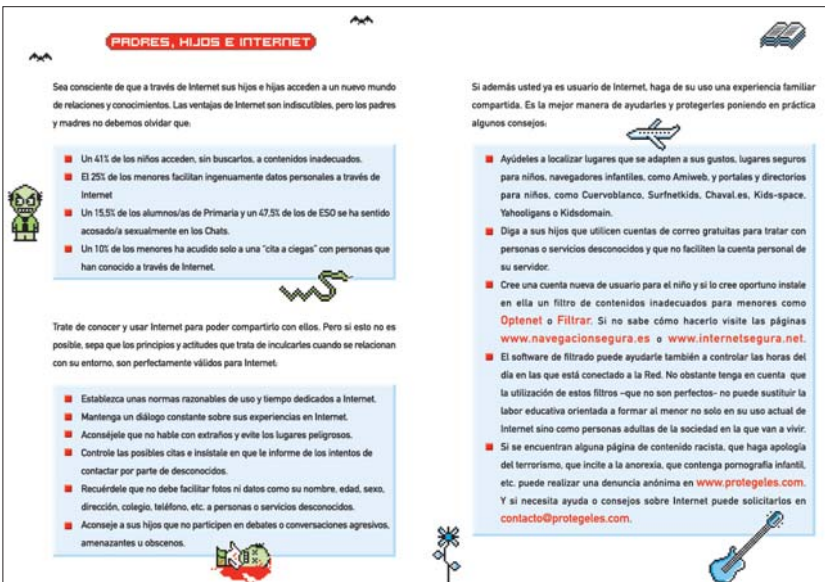 PADRES, HIJOS E INTERNET
Sea consciente de que a través de Internet sus hijos e hijas acceden a un nuevo mundo
de relaciones y conocimientos. Las ventajas de Internet son indiscutibles, pero los padres
y madres no debemos olvidar que:
Un 41% de los niños acceden, sin buscarlos, a contenidos inadecuados.
El 25% de los menores facilitan ingenuamente datos personales a través de
Internet
Un 15,5% de los alumnos/as de Primaria y un 47,5% de los de ESO se ha sentido
acosado/a sexualmente en los Chats.
Un 10% de los menores ha acudido solo a una "cita a ciegas" con personas que
han conocido a través de Internet.
Trate de conocer y usar Internet para poder compartirlo con ellos. Pero si esto no es
posible, sepa que los principios y actitudes que trata de inculcarles cuando se relacionan
con su entorno, son perfectamente válidos para Internet:
Establezca unas normas razonables de uso y tiempo dedicados a Internet.
Mantenga un diálogo constante sobre sus experiencias en Internet.
Aconséjele que no hable con extraños y evite los lugares peligrosos.
Controle las posibles citas e insístale en que le informe de los intentos de
contactar por parte de desconocidos.
Recuérdele que no debe facilitar fotos ni datos como su nombre, edad, sexo,
dirección, colegio, teléfono, etc. a personas o servicios desconocidos.
Aconseje a sus hijos que no participen en debates o conversaciones agresivos,
amenazantes u obscenos.
Si además usted ya es usuario de Internet, haga de su uso una experiencia familiar
compartida. Es la mejor manera de ayudarles y protegerles poniendo en práctica
algunos consejos:
Ayúdeles a localizar lugares que se adapten a sus gustos, lugares seguros
para niños, navegadores infantiles, como Amiweb, y portales y directorios
para niños, como Cuervoblanco, Surfnetkids, Chaval.es, Kids-space,
Yahooligans o Kidsdomain.
Diga a sus hijos que utilicen cuentas de correo gratuitas para tratar con
personas o servicios desconocidos y que no faciliten la cuenta personal de
su servidor.
Cree una cuenta nueva de usuario para el niño y si lo cree oportuno instale
en ella un filtro de contenidos inadecuados para menores como
Optenet o Filtrar. Si no sabe cómo hacerlo visite las páginas
www.navegacionsegura.es o www.internetsegura.net.
El software de filtrado puede ayudarle también a controlar las horas del
día en las que está conectado a la Red. No obstante tenga en cuenta que
la utilización de estos filtros -que no son perfectos- no puede sustituir la
labor educativa orientada a formar al menor no solo en su uso actual de
Internet sino como personas adultas de la sociedad en la que van a vivir.
Si se encuentran alguna página de contenido racista, que haga apología
del terrorismo, que incite a la anorexia, que contenga pornografía infantil,
etc. puede realizar una denuncia anónima en www.protegeles.com.
Y si necesita ayuda o consejos sobre Internet puede solicitarlos en
contacto@protegeles.com.